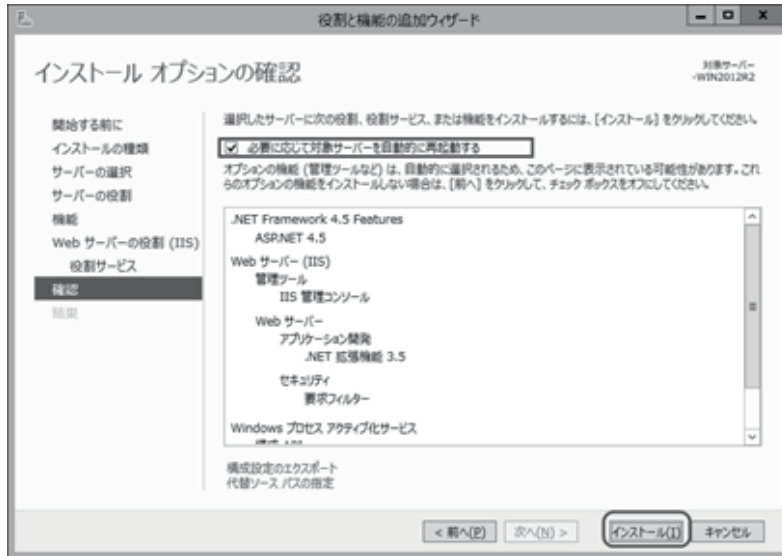 役割と機能の追加ウィザード
インストール オプションの確認
対象サーバー
-WIN2012R2
開始する前に
インストールの種類
サーバーの選択
サーバーの役割
機能
Web サーバーの役割 (IIS)
役割サービス
確認
結果
選択したサーバーに次の役割、役割サービス、または機能をインストールするには、[インストール] をクリックしてください。
必要に応じて対象サーバーを自動的に再起動する
オプションの機能 (管理ツールなど) は、自動的に選択されるため、このページに表示されている可能性があります。これ
らのオプションの機能をインストールしない場合は、[前へ] をクリックして、チェック ボックスをオフにしてください。
.NET Framework 4.5 Features
ASP.NET 4.5
Web サーバー (IIS)
管理ツール
IIS 管理コンソール
Web サーバー
アプリケーション開発
.NET 拡張機能 3.5
セキュリティ
要求フィルター
Windows プロセス アクティブ化サービス
構成設定のエクスポート
代替ソース パスの指定
< 前へ(P)
次へ(N) >
インストール(I)
キャンセル